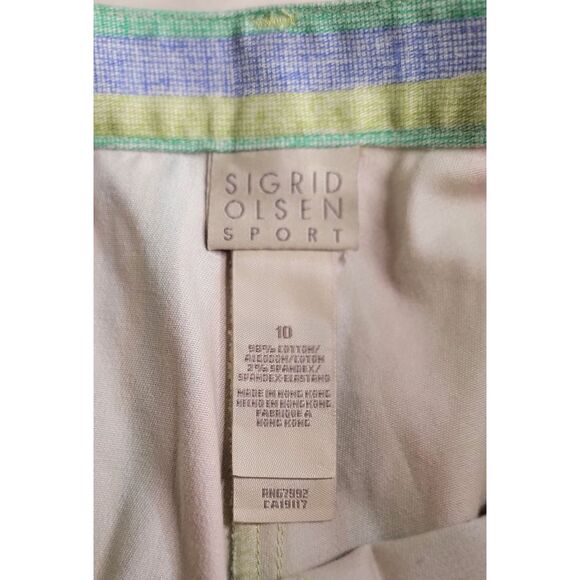 SIGRID
OLSEN
SPORT
10
98% COTTON/
ALGODON/COTON
2% SPANDEX/
SPANDEX-ELASTANO
MADE IN HONG KONG
HECHO EN HONG KONG
FABRIQUE A
HONG KONG
RN67992
CA19117